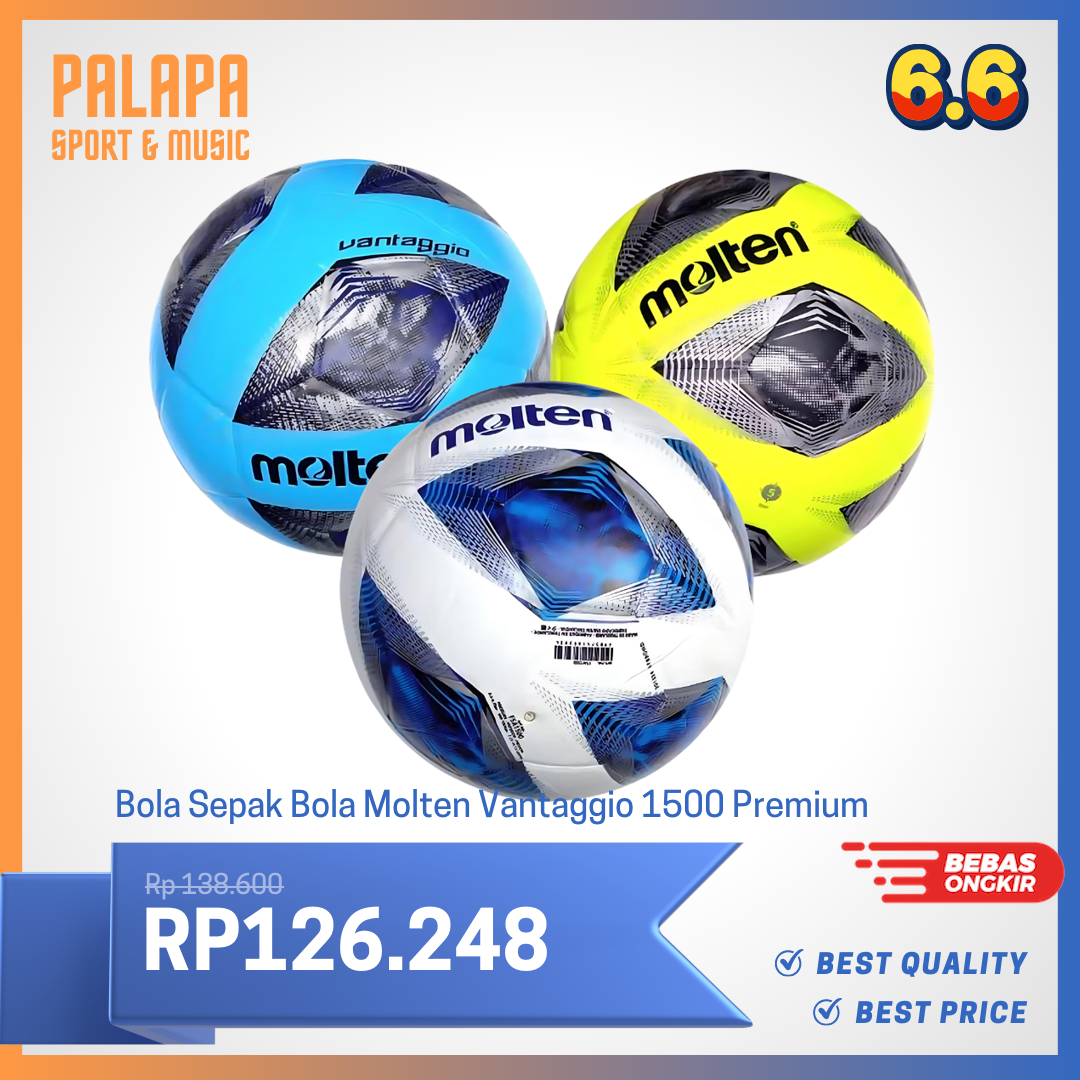 PALAPA
SPORT & MUSIC
6.6
vantaggio
molten
molten
molten
Bola Sepak Bola Molten Vantaggio 1500 Premium
Rp 138.600
RP126.248
BEBAS
ONGKIR
BEST QUALITY
BEST PRICE